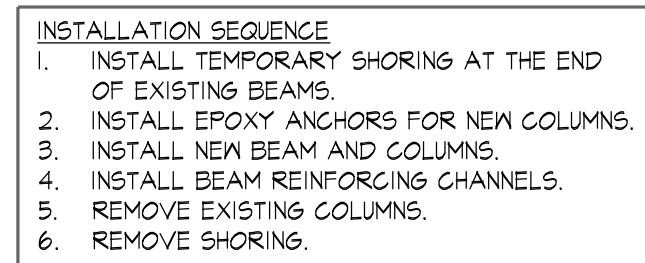 INSTALLATION SEQUENCE
1. INSTALL TEMPORARY SHORING AT THE END
OF EXISTING BEAMS.
2. INSTALL EPOXY ANCHORS FOR NEW COLUMNS.
3. INSTALL NEW BEAM AND COLUMNS.
4. INSTALL BEAM REINFORCING CHANNELS.
5. REMOVE EXISTING COLUMNS.
6. REMOVE SHORING.